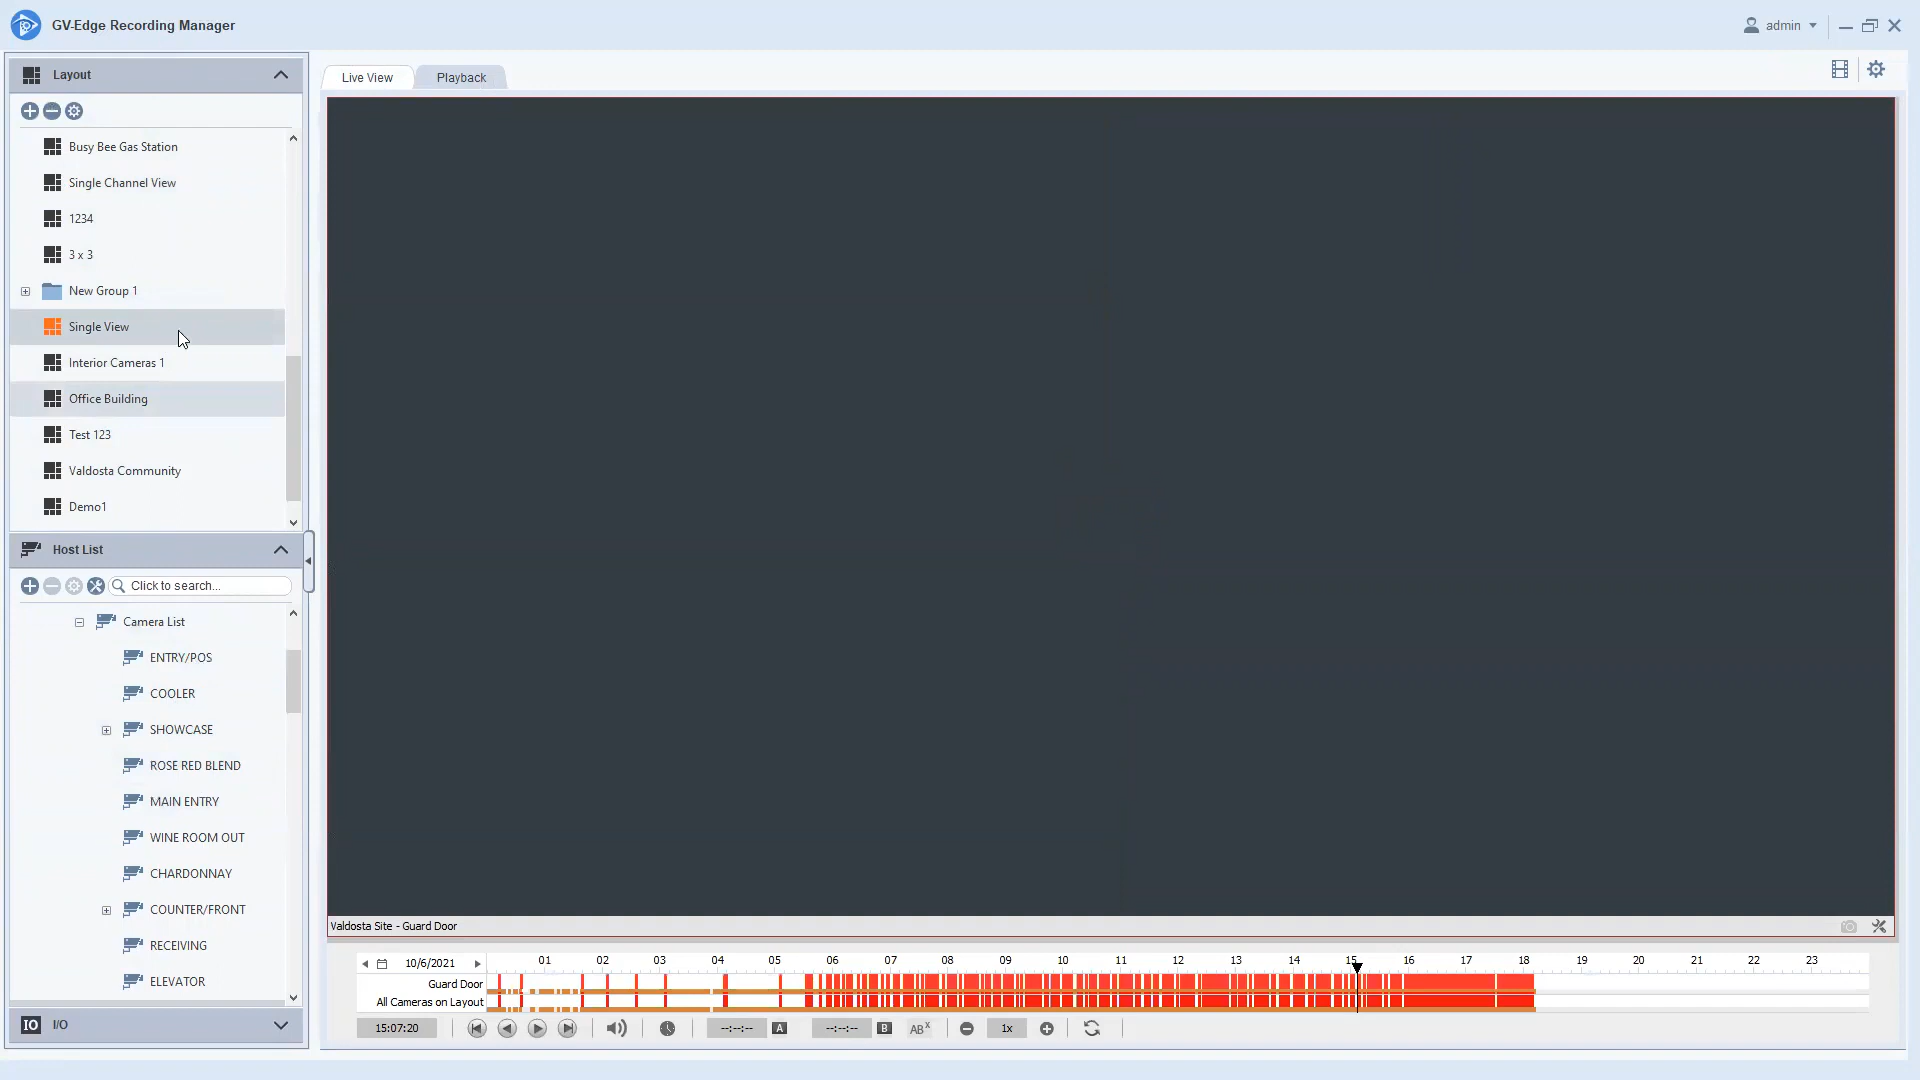 GV-Edge Recording Manager
admin
Layout
Live View
Playback
Busy Bee Gas Station
Single Channel View
1234
3 x 3
New Group 1
Single View
Interior Cameras 1
Office Building
Test 123
Valdosta Community
Demo1
Host List
Click to search...
Camera List
ENTRY/POS
COOLER
SHOWCASE
ROSE RED BLEND
MAIN ENTRY
WINE ROOM OUT
CHARDONNAY
COUNTER/FRONT
RECEIVING
ELEVATOR
IO I/O
Valdosta Site - Guard Door
10/6/2021 01 02 03 04 05 06 07 08 09 10 11 12 13 14 15 16 17 18 19 20 21 22 23
Guard Door
All Cameras on Layout
15:07:20 --:--:-- A --:--:-- B ABX 1x